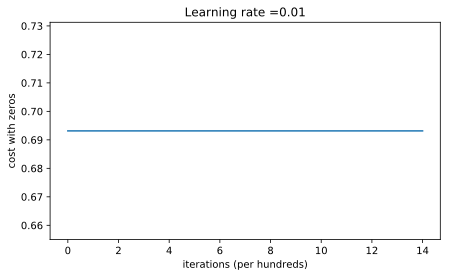 Learning rate =0.01
cost with zeros
0.73
0.72
0.71
0.70
0.69
0.68
0.67
0.66
0 2 4 6 8 10 12 14
iterations (per hundreds)